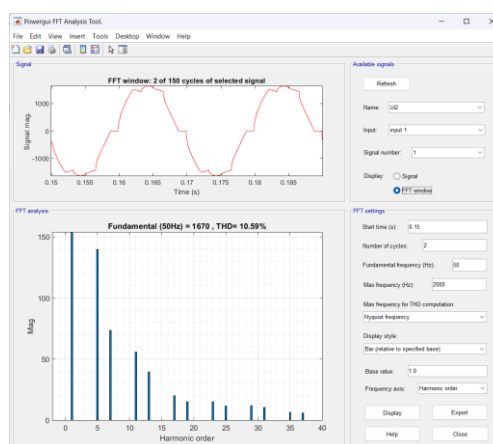 Powergui FFT Analysis Tool.
File Edit View Insert Tools Desktop Window Help
Signal
FFT window: 2 of 150 cycles of selected signal
1000
0
-1000
Signal mag.
0.15 0.155 0.16 0.165 0.17 0.175 0.18 0.185
Time (s)
FFT analysis
Fundamental (50Hz) = 1670 , THD= 10.59%
150
100
50
0
Mag
0 5 10 15 20 25 30 35 40
Harmonic order
Available signals
Refresh
Name: UI2
Input: input 1
Signal number: 1
Display: Signal
FFT window
FFT settings
Start time (s): 0.15
Number of cycles: 2
Fundamental frequency (Hz): 50
Max frequency (Hz): 2000
Max frequency for THD computation:
Nyquist frequency
Display style:
Bar (relative to specified base)
Base value: 1.0
Frequency axis: Harmonic order
Display Export
Help Close